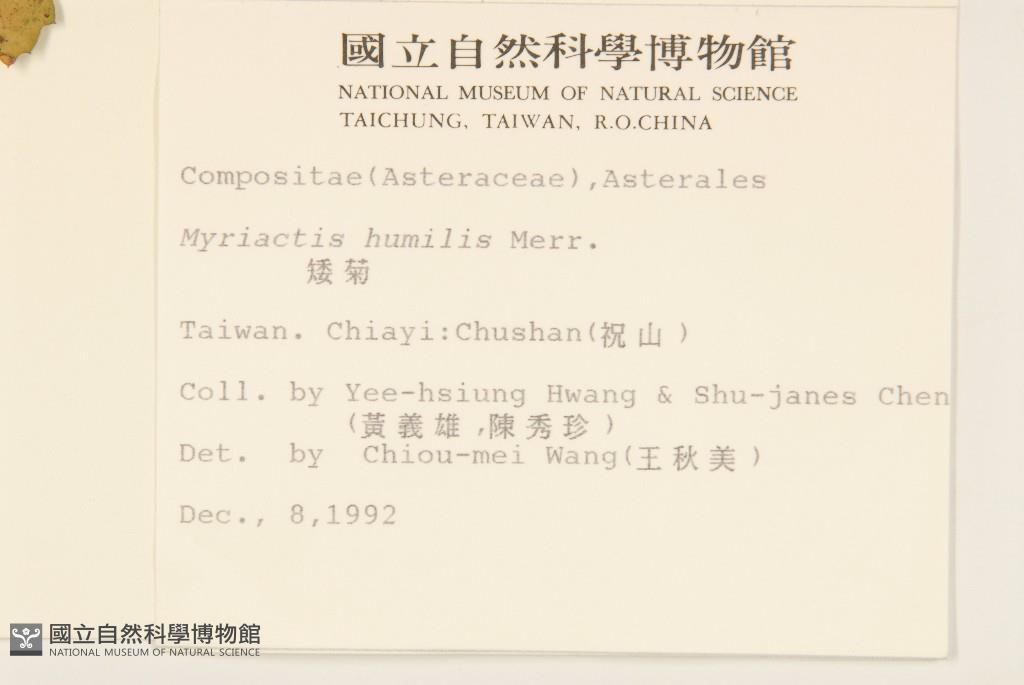 國立自然科學博物館
NATIONAL MUSEUM OF NATURAL SCIENCE
TAICHUNG, TAIWAN, R.O.CHINA
Compositae(Asteraceae),Asterales
Myriactis humilis Merr.
矮菊
Taiwan. Chiayi:Chushan(祝山)
Coll. by Yee-hsiung Hwang & Shu-janes Chen
(黃義雄,陳秀珍)
Det. by Chiou-mei Wang(王秋美)
Dec., 8,1992
國立自然科學博物館
NATIONAL MUSEUM OF NATURAL SCIENCE